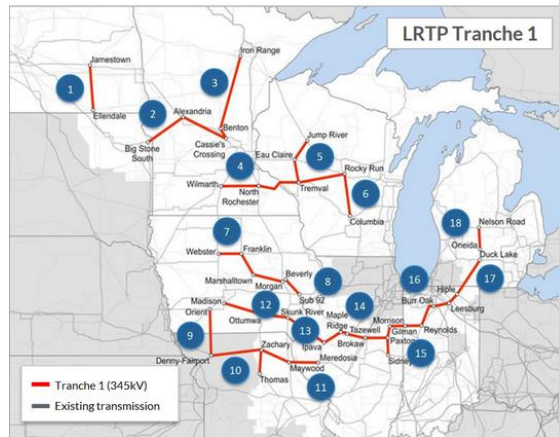 LRTP Tranche 1
Jamestown
Iron Range
1
3
Ellendale
2
Alexandria
Benton
Big Stone
South
Cassie's
Crossing
Jump River
5
Eau Claire
4
Rocky Run
Wilmarth
North
Rochester
Tremval
6
Columbia
18
Nelson Road
Oneida
7
Webster
Franklin
Duck Lake
Marshalltown
Beverly
Morgan
8
Sub 92
16
17
Hiple
Madison
12
Skunk River
14
Burr Oak
Orient
Ottumwa
Maple
Ridge
Morrison
Leesburg
13
Tazewell
Gilman
Reynolds
9
Zachary
Ipava
Brokaw
Paxton
Denny-Fairport
Meredosia
Sidney
15
10
Maywood
Thomas
11
Tranche 1 (345kV)
Existing transmission